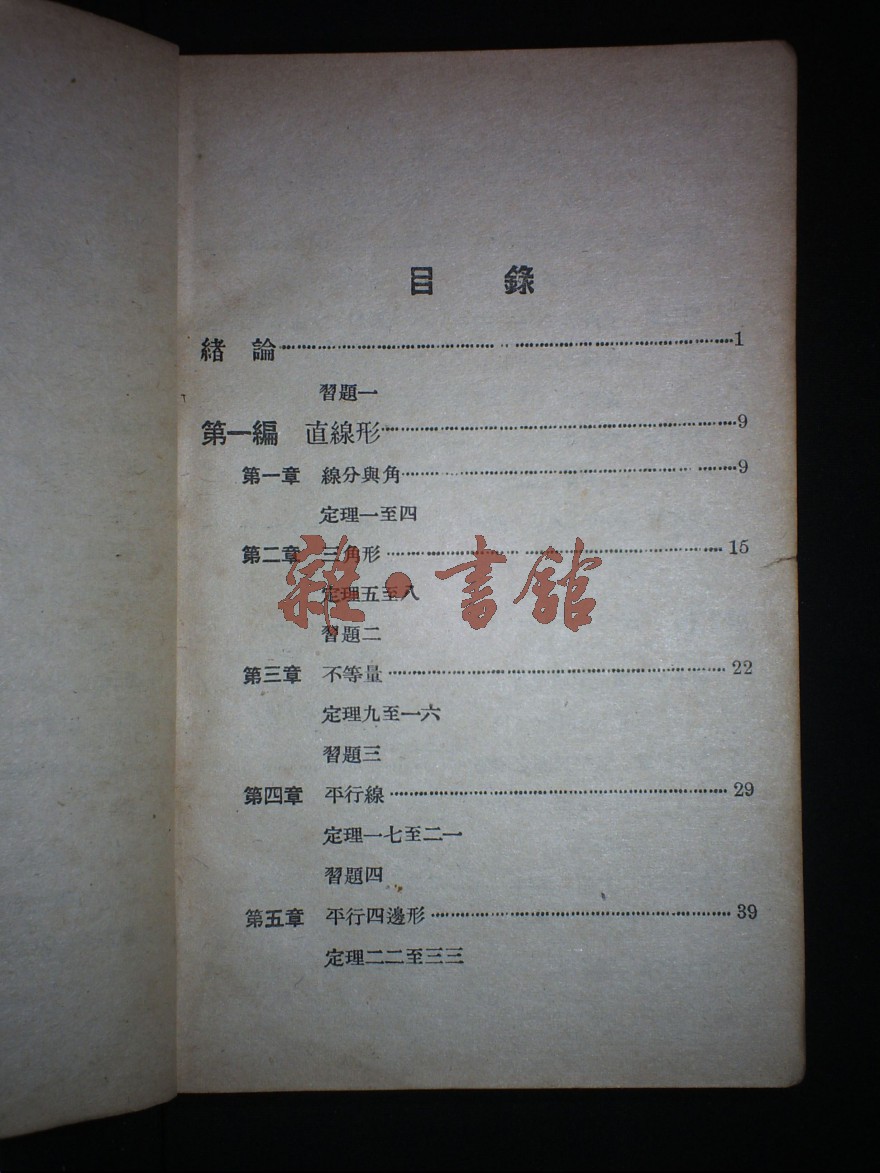 目 錄
緒 論 1
習題一
第一編 直線形 9
第一章 線分與角 9
定理一至四
第二章 三角形 15
定理五至八
習題二
第三章 不等量 22
定理九至一六
習題三
第四章 平行線 29
定理一七至二一
習題四
第五章 平行四邊形 39
定理二二至三三
雜·書館